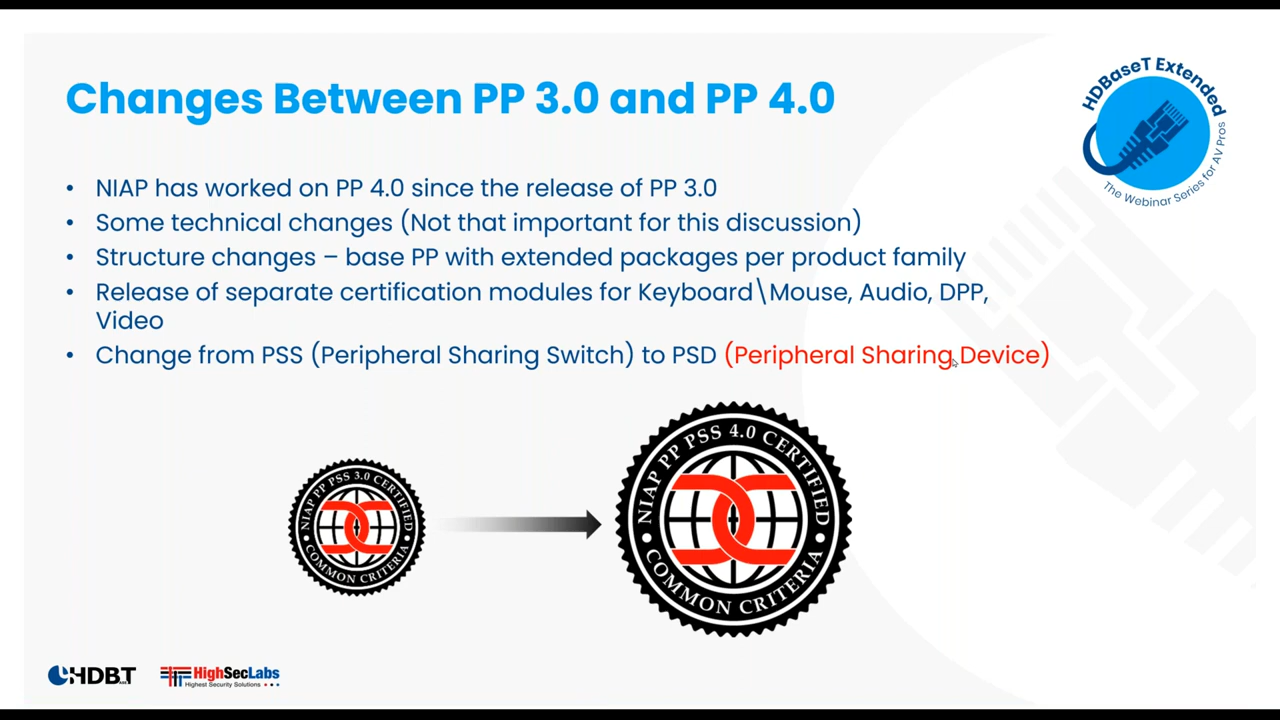 Changes Between PP 3.0 and PP 4.0
HDBaseT Extended
The Webinar Series for AV Pros
• NIAP has worked on PP 4.0 since the release of PP 3.0
• Some technical changes (Not that important for this discussion)
• Structure changes – base PP with extended packages per product family
• Release of separate certification modules for Keyboard\Mouse, Audio, DPP,
Video
• Change from PSS (Peripheral Sharing Switch) to PSD (Peripheral Sharing Device)
NIAP PP PSS 3.0 CERTIFIED
• COMMON CRITERIA •
NIAP PP PSS 4.0 CERTIFIED
• COMMON CRITERIA •
HDBT
HighSecLabs
Highest Security Solutions